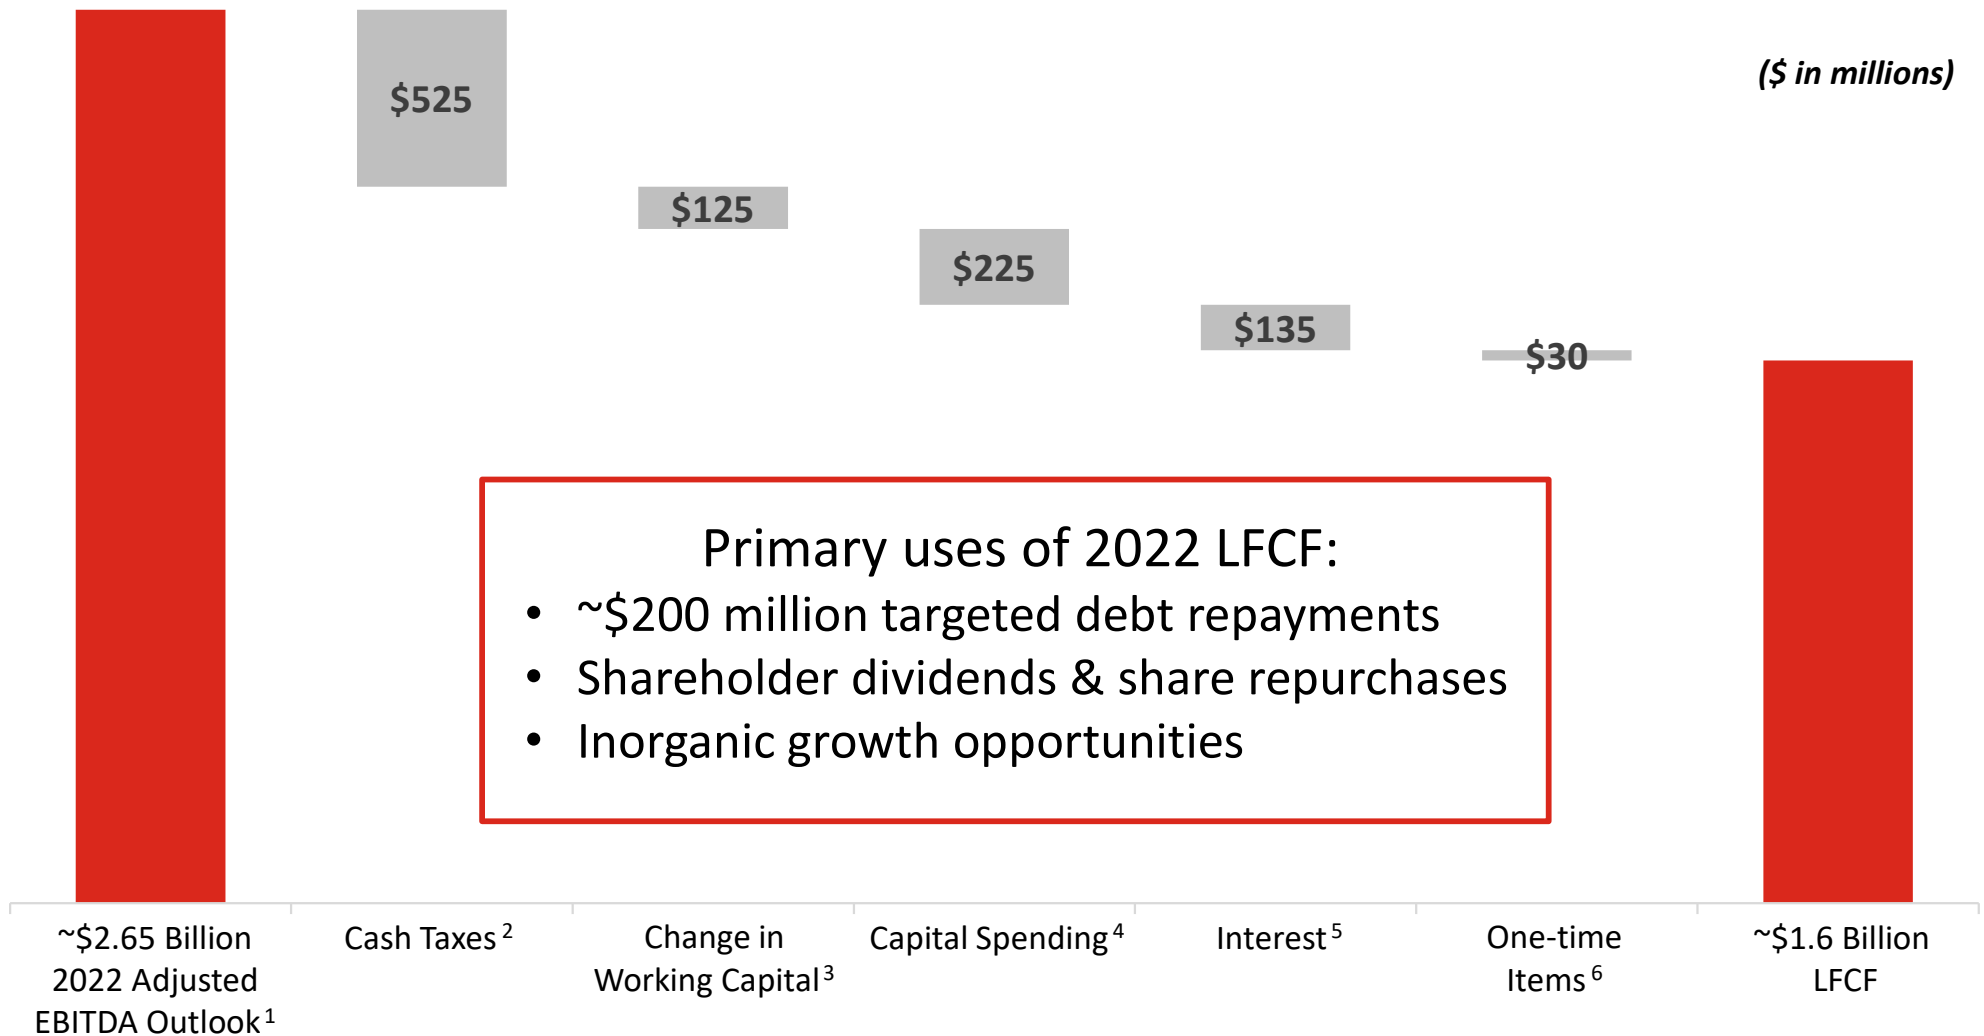 ($ in millions)
$525
$125
$225
$135
$30
Primary uses of 2022 LFCF:
• ~$200 million targeted debt repayments
• Shareholder dividends & share repurchases
• Inorganic growth opportunities
~$2.65 Billion
2022 Adjusted
EBITDA Outlook 1
Cash Taxes 2
Change in
Working Capital 3
Capital Spending 4
Interest 5
One-time
Items 6
~$1.6 Billion
LFCF